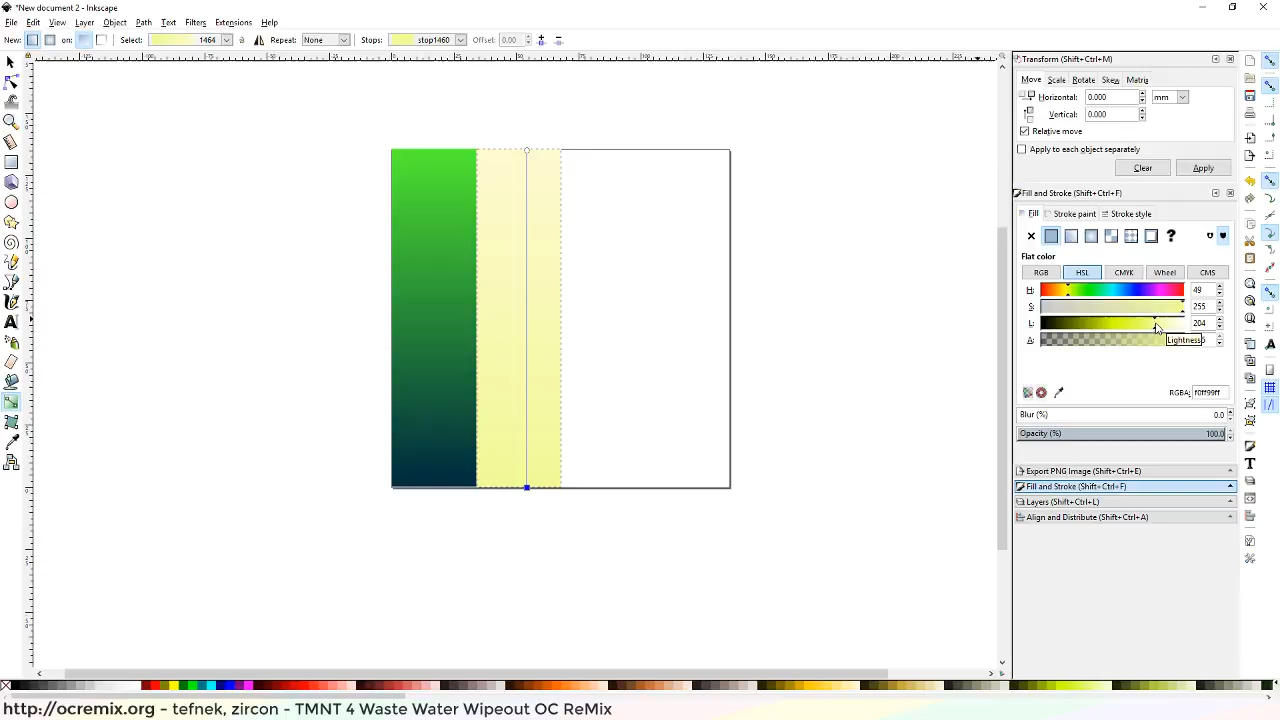 *New document 2 - Inkscape
File Edit View Layer Object Path Text Filters Extensions Help
New: on: Select: 1464 Repeat: None Stops: stop1460 Offset: 0.00
Transform (Shift+Ctrl+M)
Move Scale Rotate Skew Matrix
Horizontal: 0.000 mm
Vertical: 0.000
Relative move
Apply to each object separately
Clear Apply
Fill and Stroke (Shift+Ctrl+F)
Fill Stroke paint Stroke style
Flat color
RGB HSL CMYK Wheel CMS
H: 49
S: 255
L: 204
A:
Lightness
RGBA: f0ff99ff
Blur (%) 0.0
Opacity (%) 100.0
Export PNG Image (Shift+Ctrl+E)
Fill and Stroke (Shift+Ctrl+F)
Layers (Shift+Ctrl+L)
Align and Distribute (Shift+Ctrl+A)
http://ocremix.org - tefnek, zircon - TMNT 4 Waste Water Wipeout OC ReMix